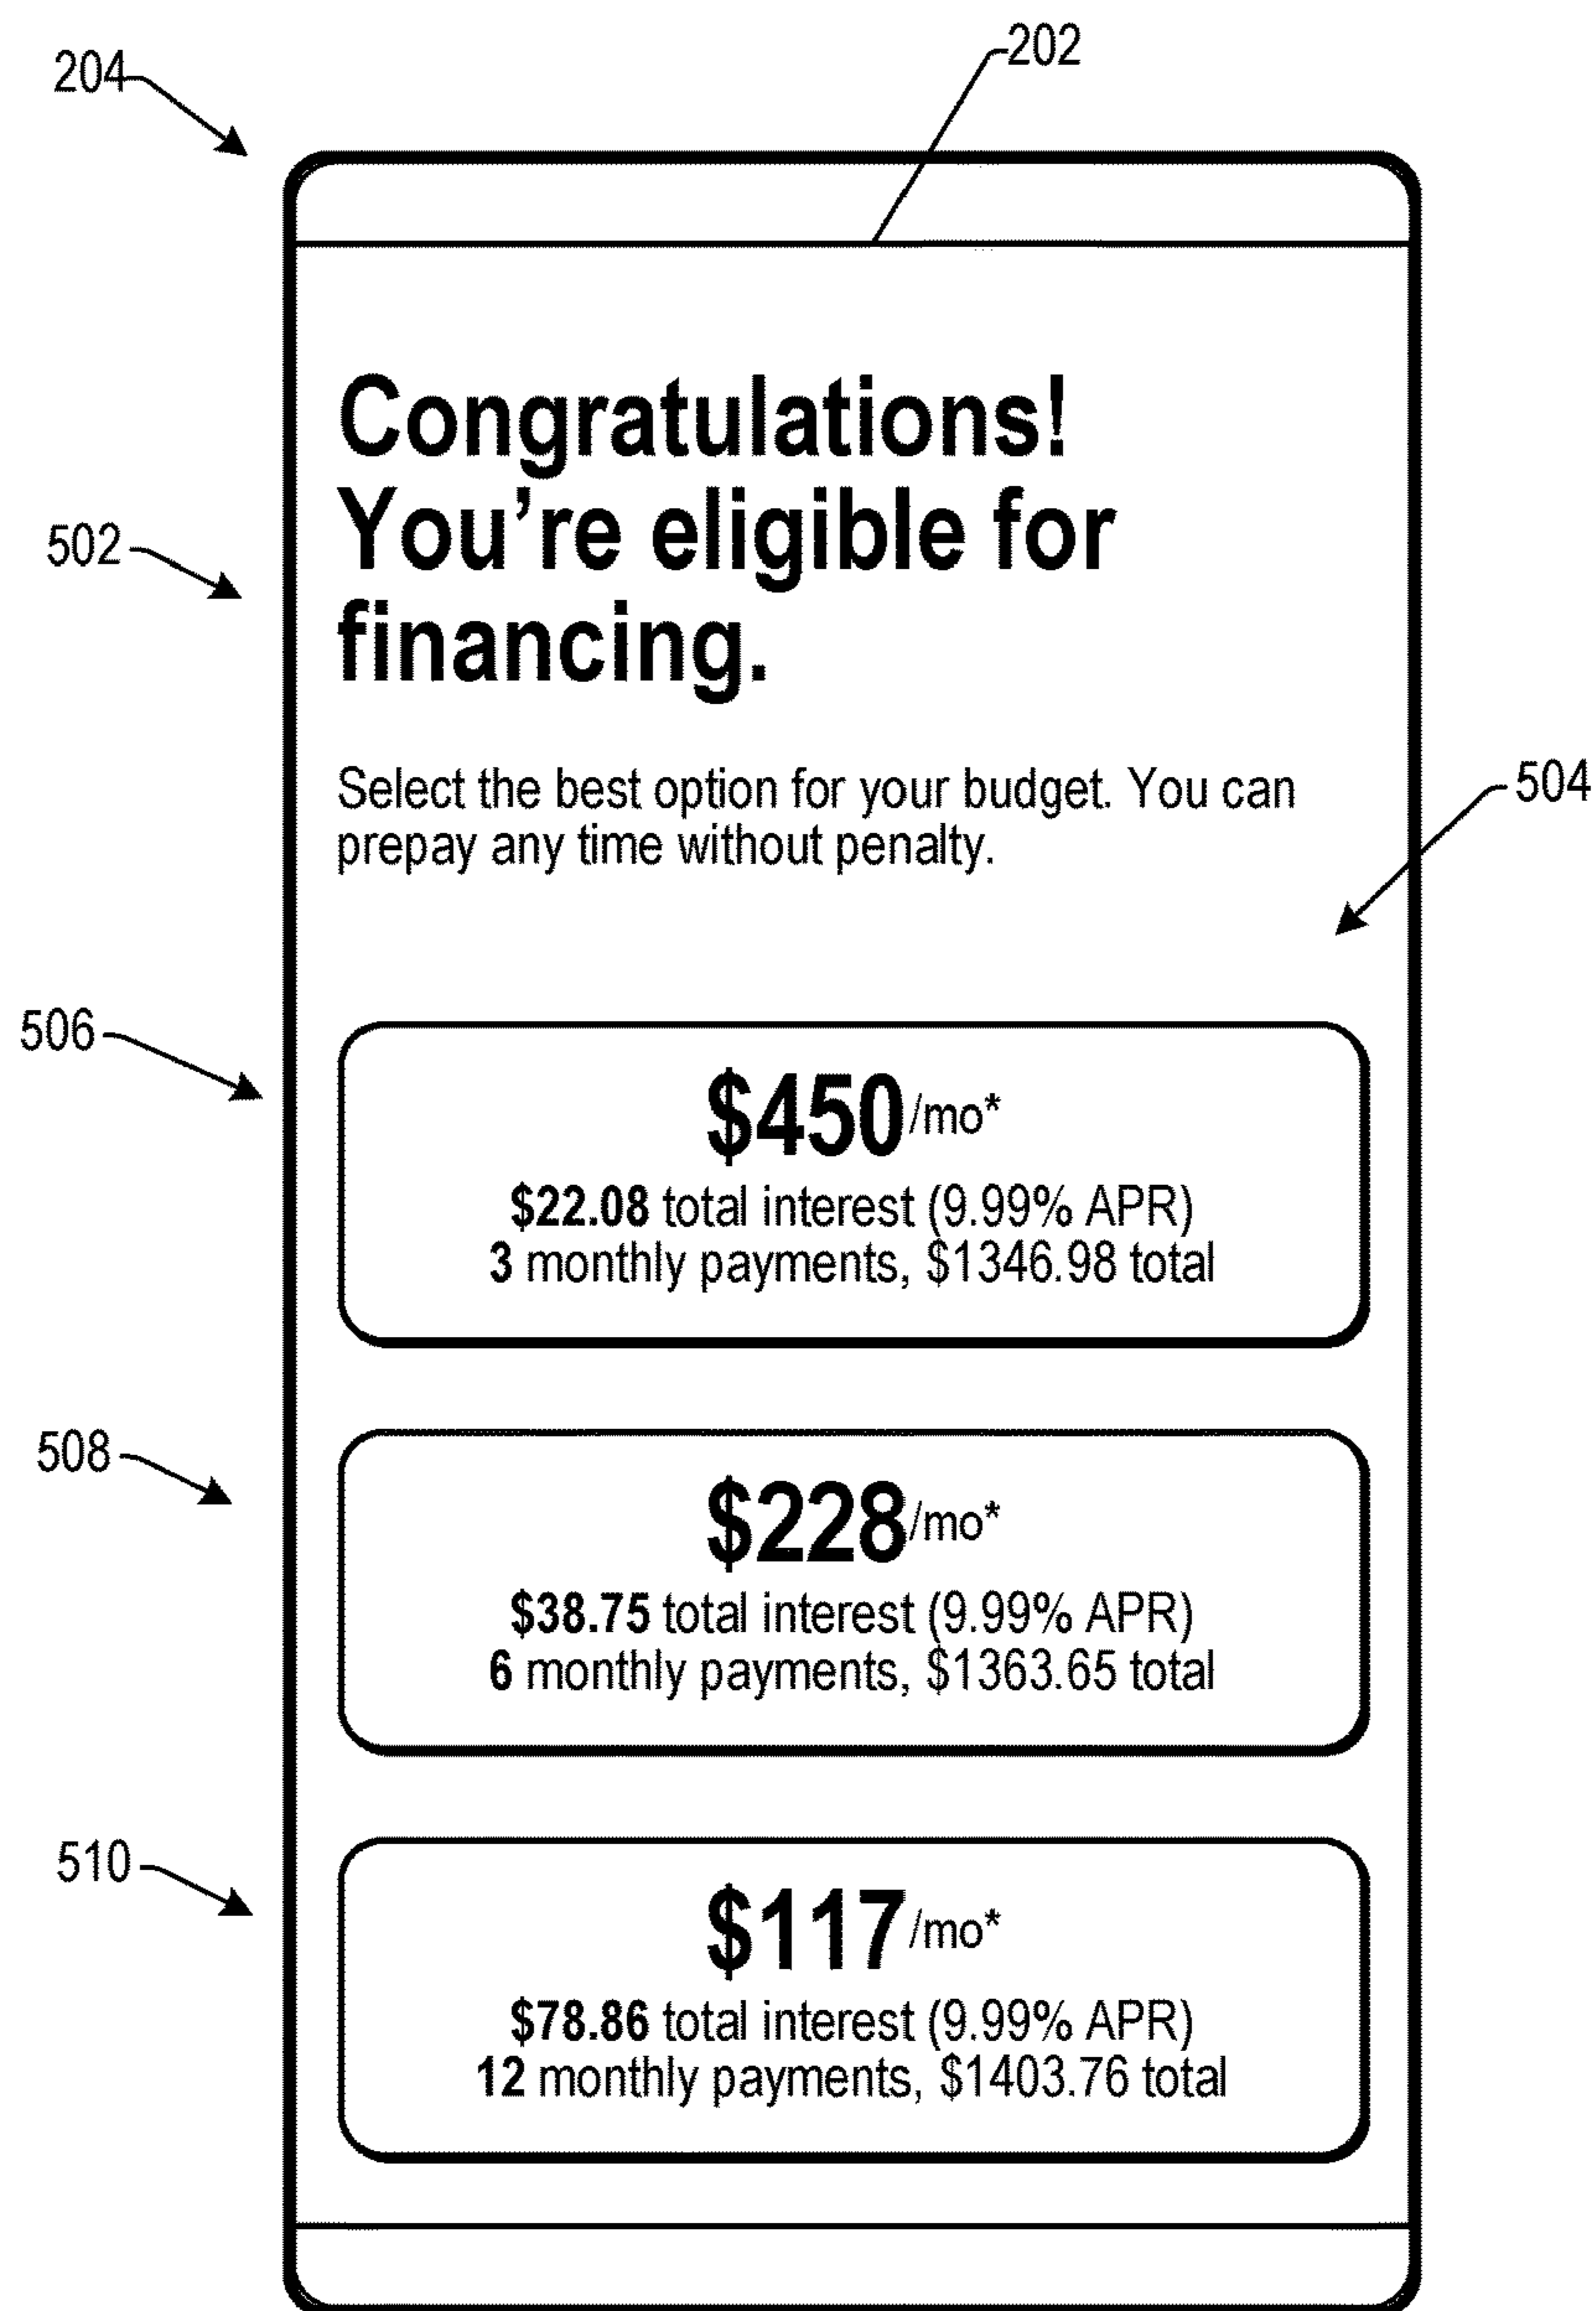 202
204
Congratulations!
You're eligible for
502
financing.
Select the best option for your budget. You can
504
prepay any time without penalty.
506
$450/mo*
$22.08 total interest (9.99% APR)
3 monthly payments, $1346.98 total
508
$228/mo*
$38.75 total interest (9.99% APR)
6 monthly payments, $1363.65 total
510
$117/mo*
$78.86 total interest (9.99% APR)
12 monthly payments, $1403.76 total